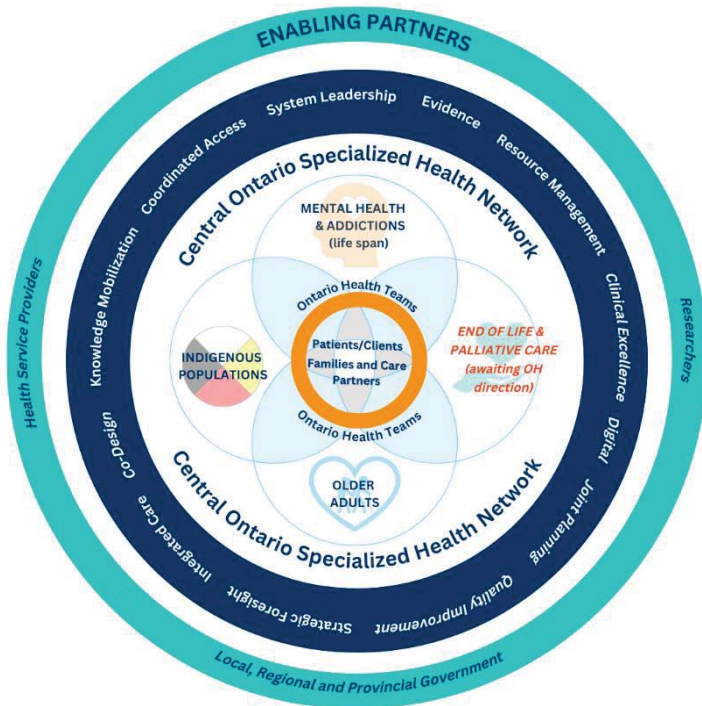 ENABLING PARTNERS
Health Service Providers
Researchers
Local, Regional and Provincial Government
System Leadership
Evidence
Resource Management
Clinical Excellence
Digital
Joint Planning
Quality Improvement
Strategic Foresight
Integrated Care
Co-Design
Knowledge Mobilization
Coordinated Access
Central Ontario Specialized Health Network
MENTAL HEALTH
& ADDICTIONS
(life span)
Ontario Health Teams
Patients/Clients
Families and Care
Partners
Ontario Health Teams
INDIGENOUS
POPULATIONS
END OF LIFE &
PALLIATIVE CARE
(awaiting OH
direction)
OLDER
ADULTS
Central Ontario Specialized Health Network